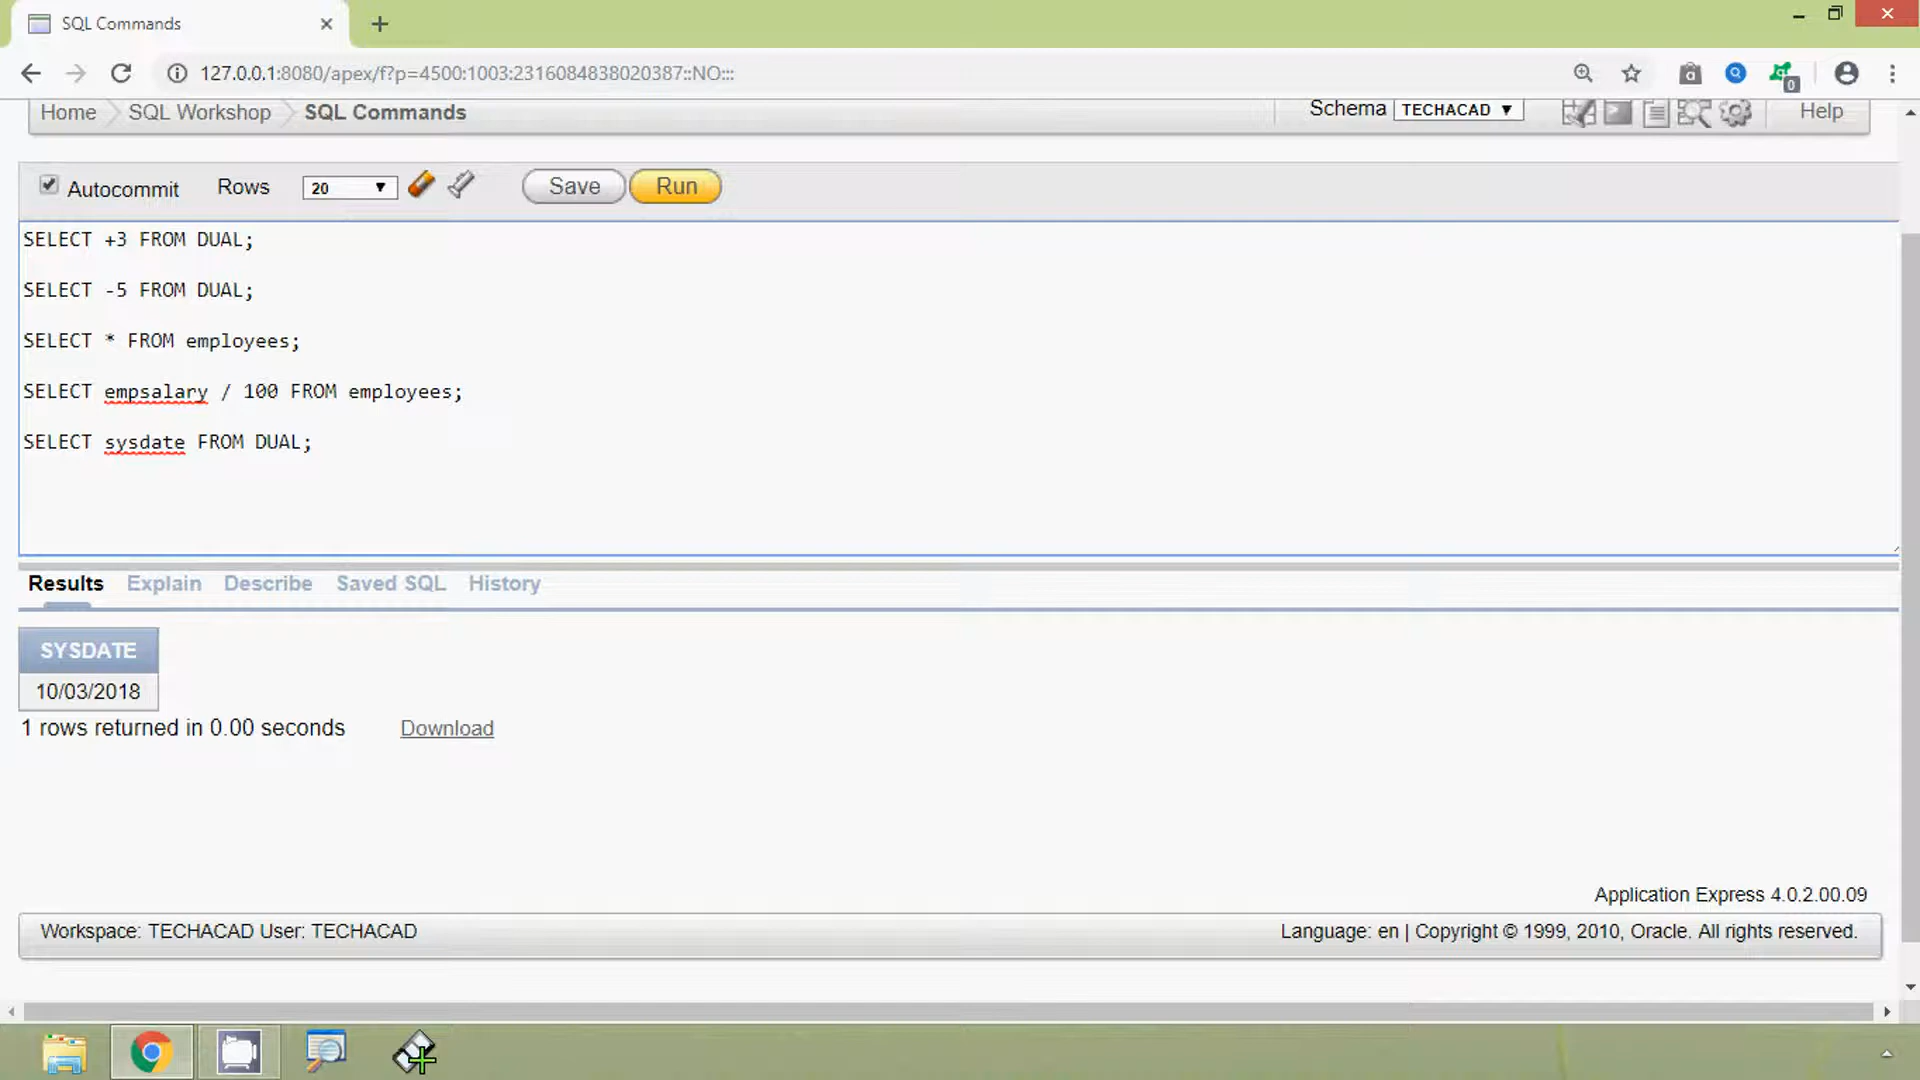 SQL Commands
127.0.0.1:8080/apex/f?p=4500:1003:2316084838020387::NO:::
0
Home SQL Workshop SQL Commands Schema TECHACAD Help
Autocommit Rows 20 Save Run
SELECT +3 FROM DUAL;
SELECT -5 FROM DUAL;
SELECT * FROM employees;
SELECT empsalary / 100 FROM employees;
SELECT sysdate FROM DUAL;
Results Explain Describe Saved SQL History
SYSDATE
10/03/2018
1 rows returned in 0.00 seconds Download
Application Express 4.0.2.00.09
Workspace: TECHACAD User: TECHACAD Language: en | Copyright © 1999, 2010, Oracle. All rights reserved.